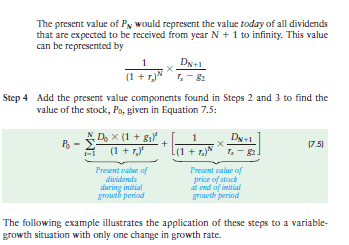 The present value of P_N would represent the value today of all dividends
that are expected to be received from year N + 1 to infinity. This value
can be represented by
1 / (1 + r_s)^N × D_{N+1} / (r_s − g_2)
Step 4 Add the present value components found in Steps 2 and 3 to find the
value of the stock, P_0, given in Equation 7.5:
P_0 = ∑_{t=1}^{N} D_0 × (1 + g_1)^t / (1 + r_s)^t + [1 / (1 + r_s)^N × D_{N+1} / (r_s − g_2)] (7.5)
Present value of
dividends
during initial
growth period
Present value of
price of stock
at end of initial
growth period
The following example illustrates the application of these steps to a variable-
growth situation with only one change in growth rate.